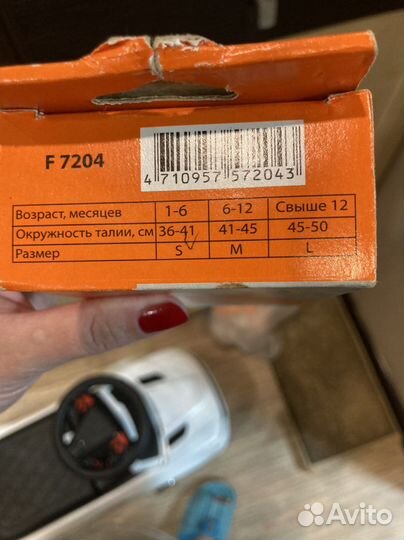 F 7204
4 710957 572043
Возраст, месяцев 1-6 6-12 Свыше 12
Окружность талии, см 36-41 41-45 45-50
Размер S M L
Avito